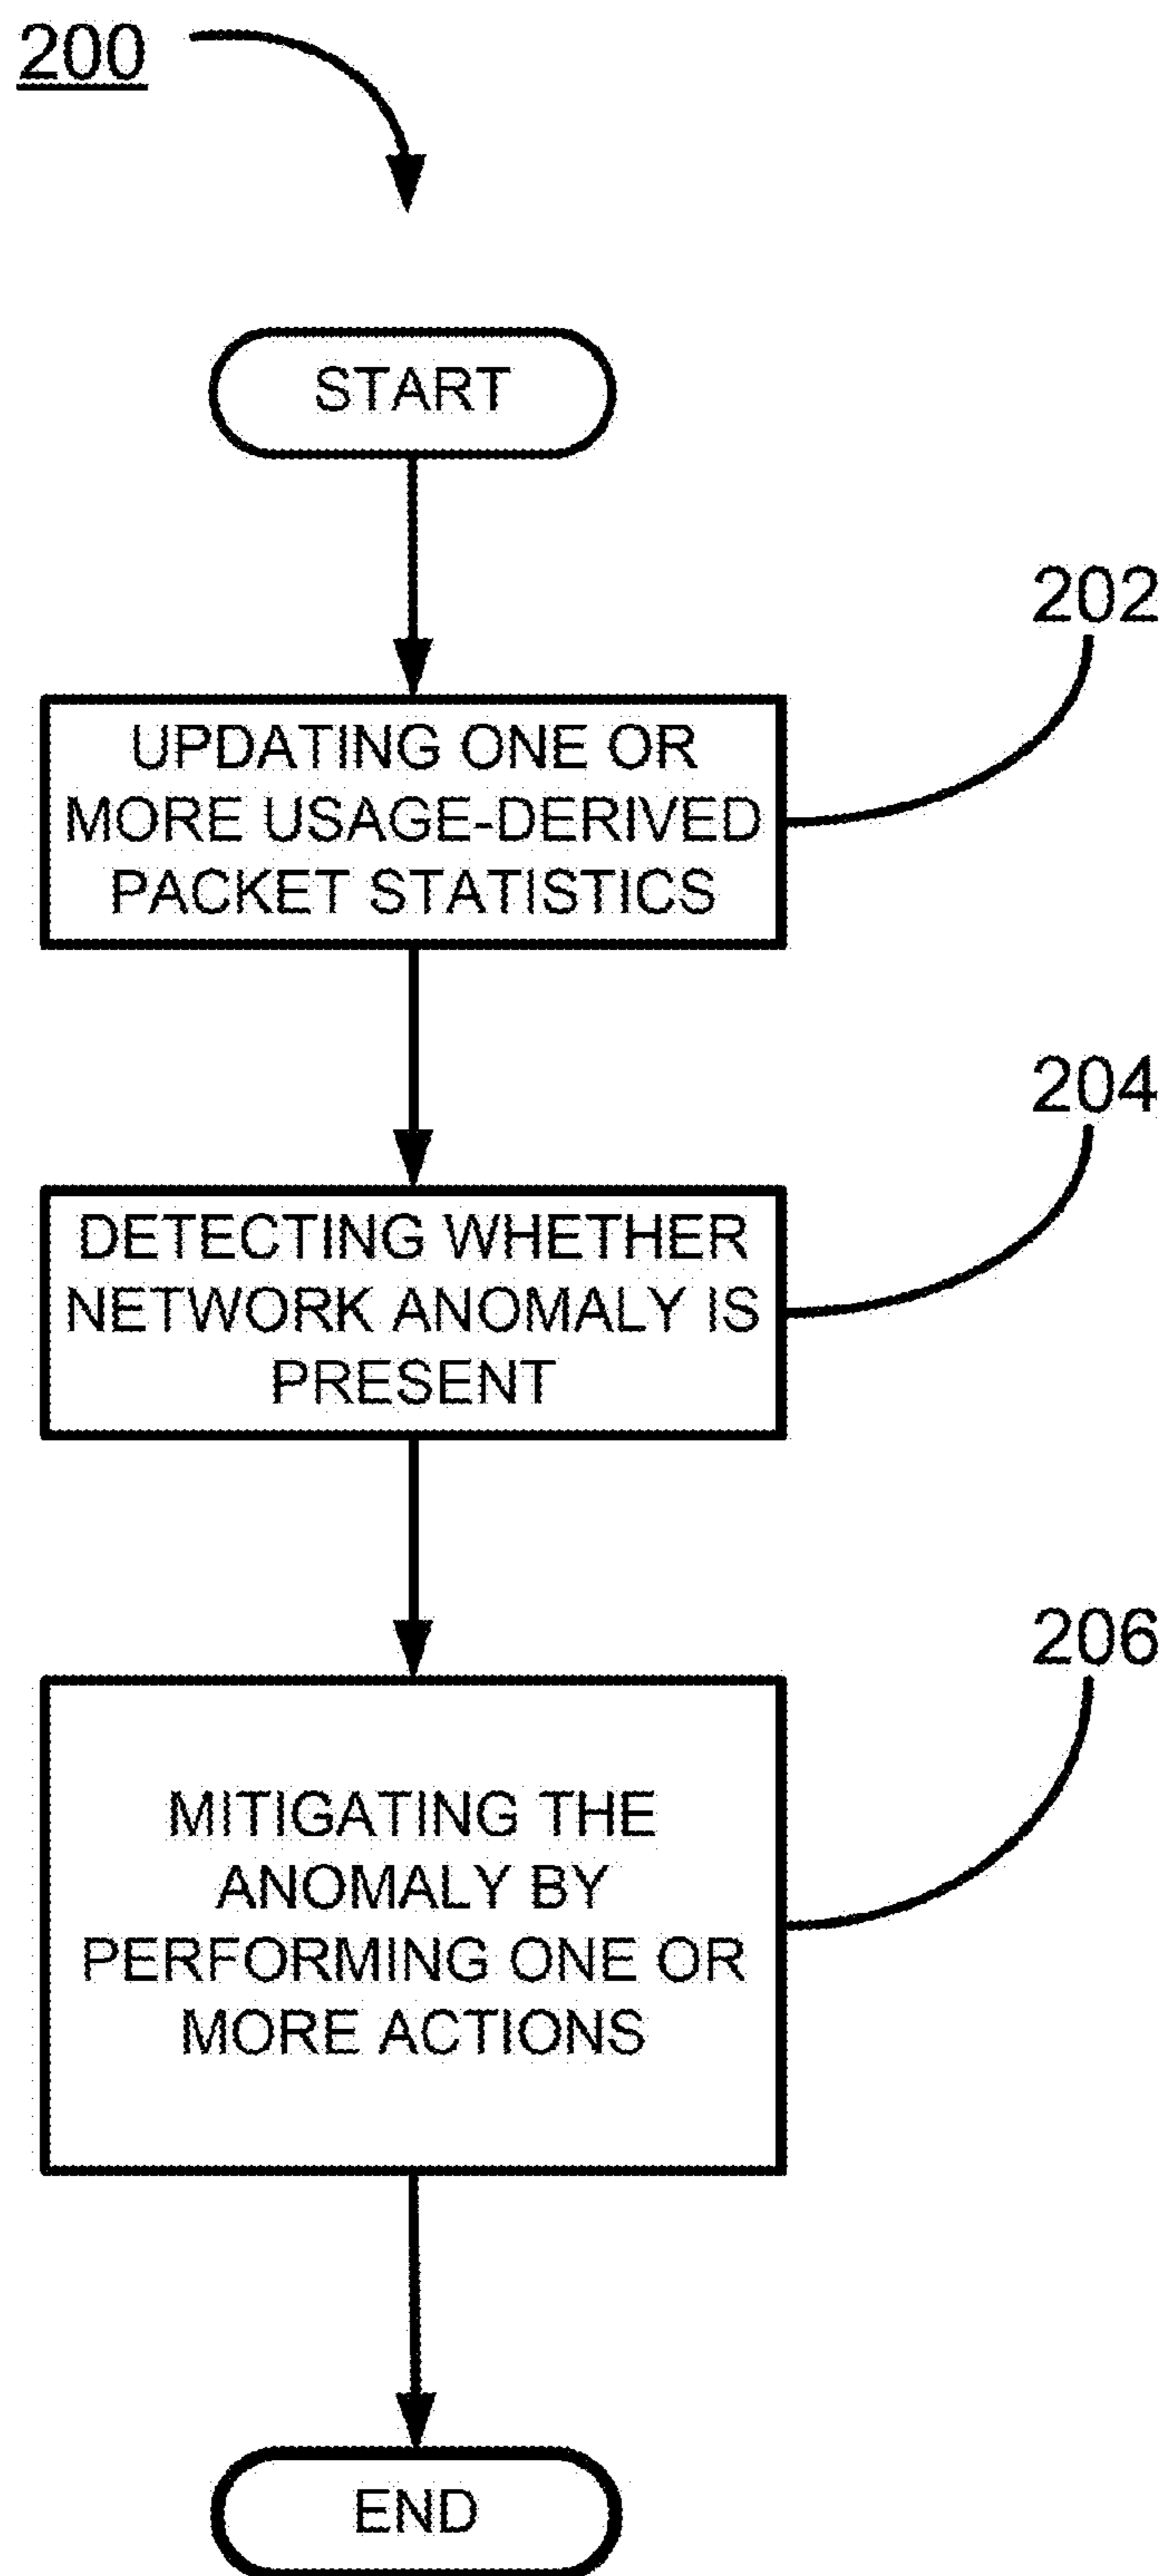 200
START
202
UPDATING ONE OR
MORE USAGE-DERIVED
PACKET STATISTICS
204
DETECTING WHETHER
NETWORK ANOMALY IS
PRESENT
206
MITIGATING THE
ANOMALY BY
PERFORMING ONE OR
MORE ACTIONS
END